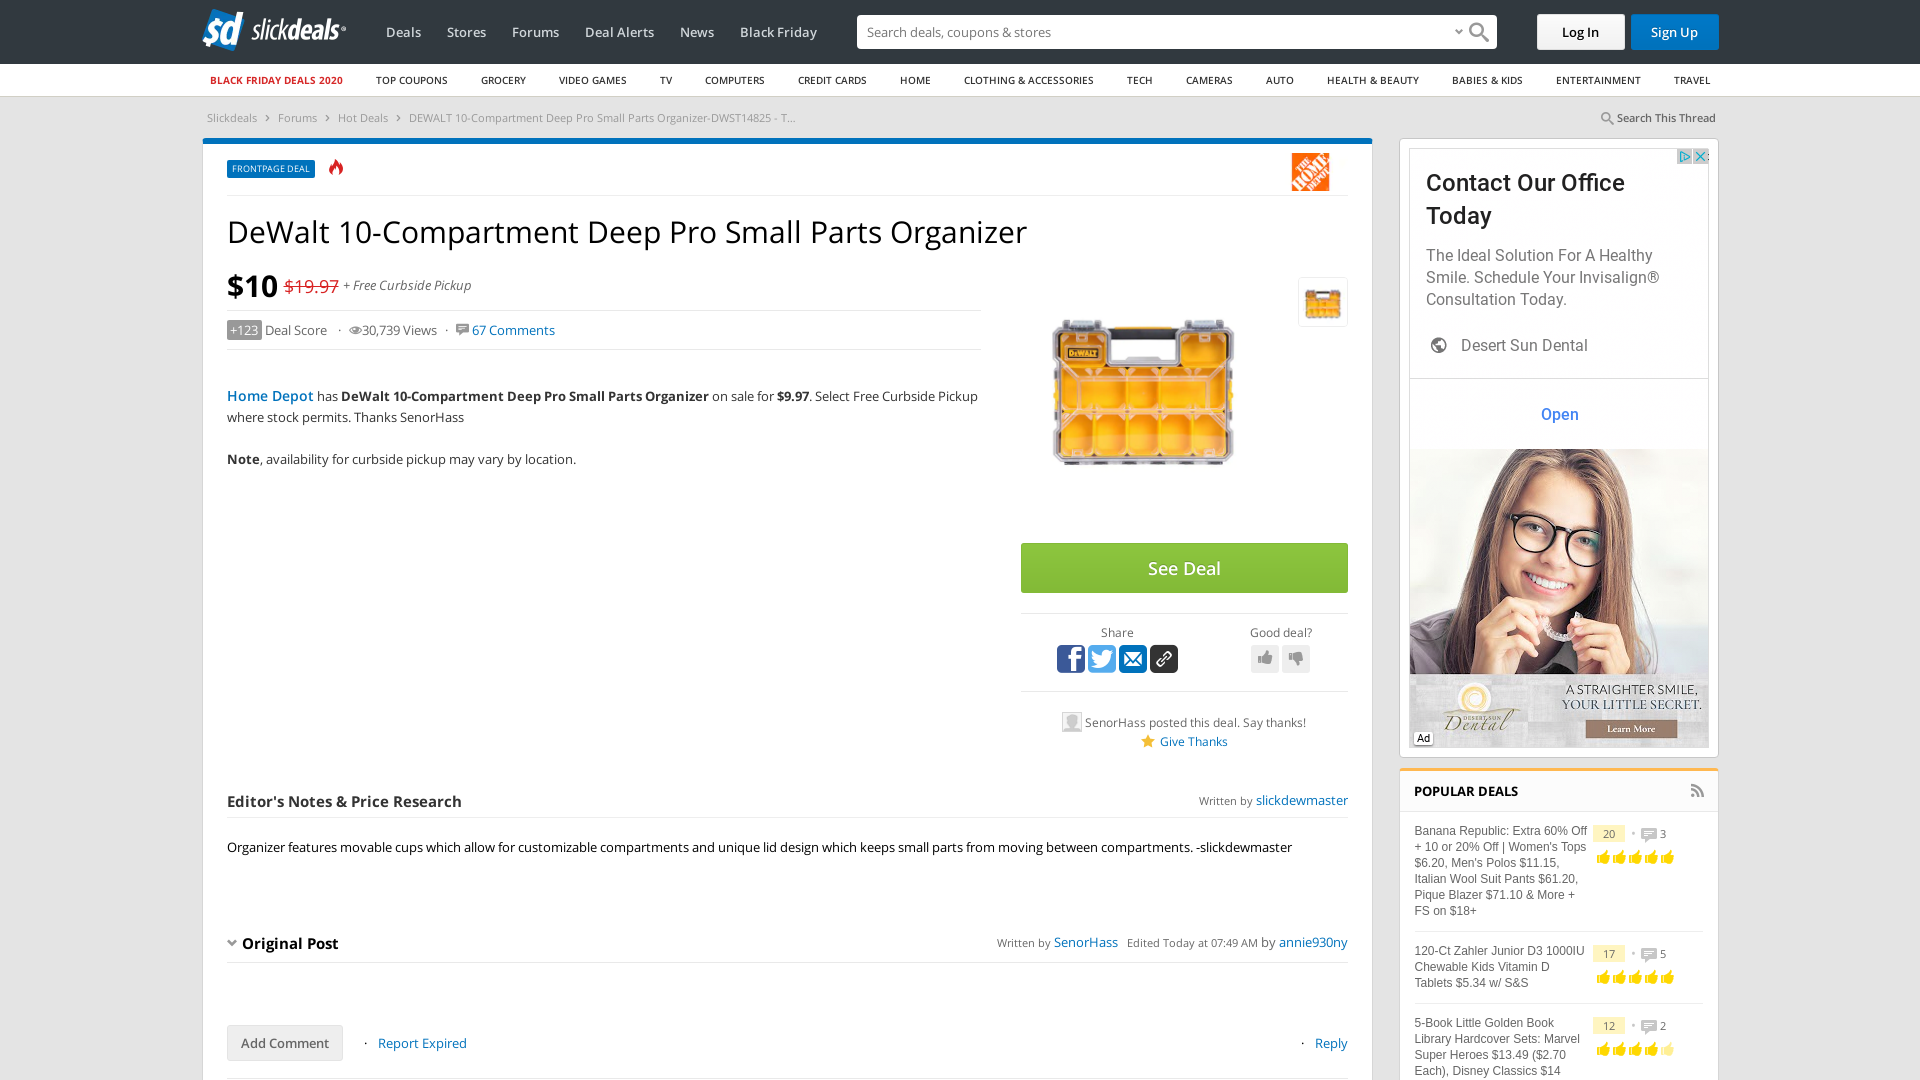 sd slickdeals
Deals Stores Forums Deal Alerts News Black Friday
Search deals, coupons & stores
Log In
Sign Up
BLACK FRIDAY DEALS 2020 TOP COUPONS GROCERY VIDEO GAMES TV COMPUTERS CREDIT CARDS HOME CLOTHING & ACCESSORIES TECH CAMERAS AUTO HEALTH & BEAUTY BABIES & KIDS ENTERTAINMENT TRAVEL
Slickdeals › Forums › Hot Deals › DEWALT 10-Compartment Deep Pro Small Parts Organizer-DWST14825 - T...
Search This Thread
FRONTPAGE DEAL
THE HOME DEPOT
DeWalt 10-Compartment Deep Pro Small Parts Organizer
$10 $19.97 + Free Curbside Pickup
+123 Deal Score · 30,739 Views · 67 Comments
DEWALT
Home Depot has DeWalt 10-Compartment Deep Pro Small Parts Organizer on sale for $9.97. Select Free Curbside Pickup
where stock permits. Thanks SenorHass
Note, availability for curbside pickup may vary by location.
See Deal
Share
Good deal?
SenorHass posted this deal. Say thanks!
Give Thanks
Editor's Notes & Price Research
Written by slickdewmaster
Organizer features movable cups which allow for customizable compartments and unique lid design which keeps small parts from moving between compartments. -slickdewmaster
Original Post
Written by SenorHass Edited Today at 07:49 AM by annie930ny
Add Comment
· Report Expired
· Reply
Contact Our Office
Today
The Ideal Solution For A Healthy
Smile. Schedule Your Invisalign®
Consultation Today.
Desert Sun Dental
Open
A STRAIGHTER SMILE,
YOUR LITTLE SECRET.
DESERT SUN
Dental
Learn More
Ad
POPULAR DEALS
Banana Republic: Extra 60% Off
+ 10 or 20% Off | Women's Tops
$6.20, Men's Polos $11.15,
Italian Wool Suit Pants $61.20,
Pique Blazer $71.10 & More +
FS on $18+
20 • 3
120-Ct Zahler Junior D3 1000IU
Chewable Kids Vitamin D
Tablets $5.34 w/ S&S
17 • 5
5-Book Little Golden Book
Library Hardcover Sets: Marvel
Super Heroes $13.49 ($2.70
Each), Disney Classics $14
12 • 2